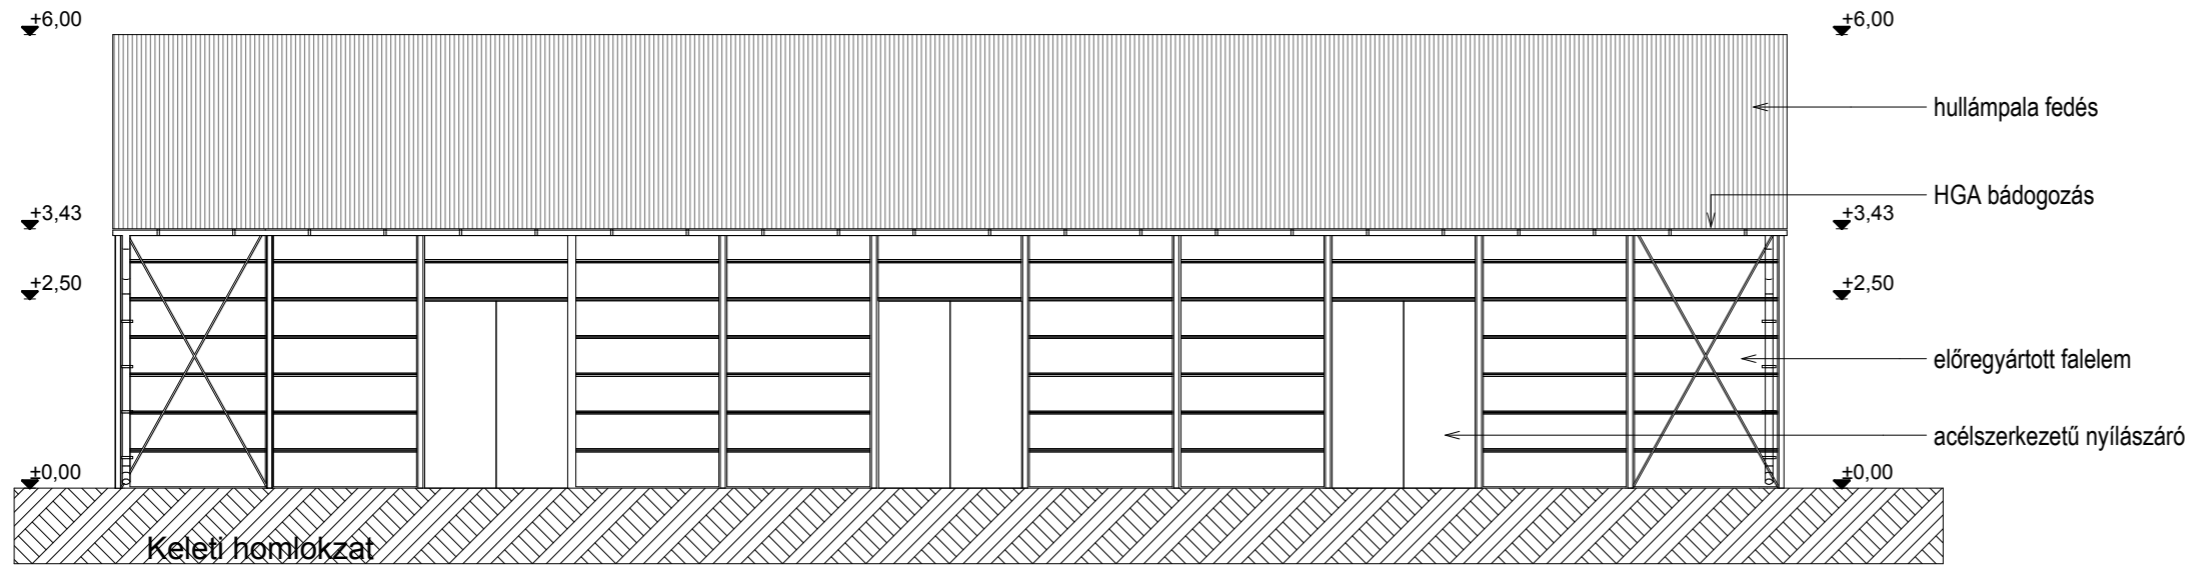 +6,00
+6,00
hullámpala fedés
HGA bádogozás
+3,43
+3,43
+2,50
+2,50
előregyártott falelem
acélszerkezetű nyílászáró
±0,00
±0,00
Keleti homlokzat